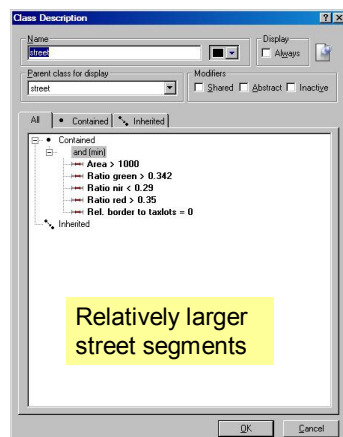 Class Description
Name
street
Display
Always
Parent class for display
street
Modifiers
Shared Abstract Inactive
All Contained Inherited
Contained
and (min)
Area > 1000
Ratio green > 0.342
Ratio nir < 0.29
Ratio red > 0.35
Rel. border to taxlots = 0
Inherited
Relatively larger
street segments
OK Cancel